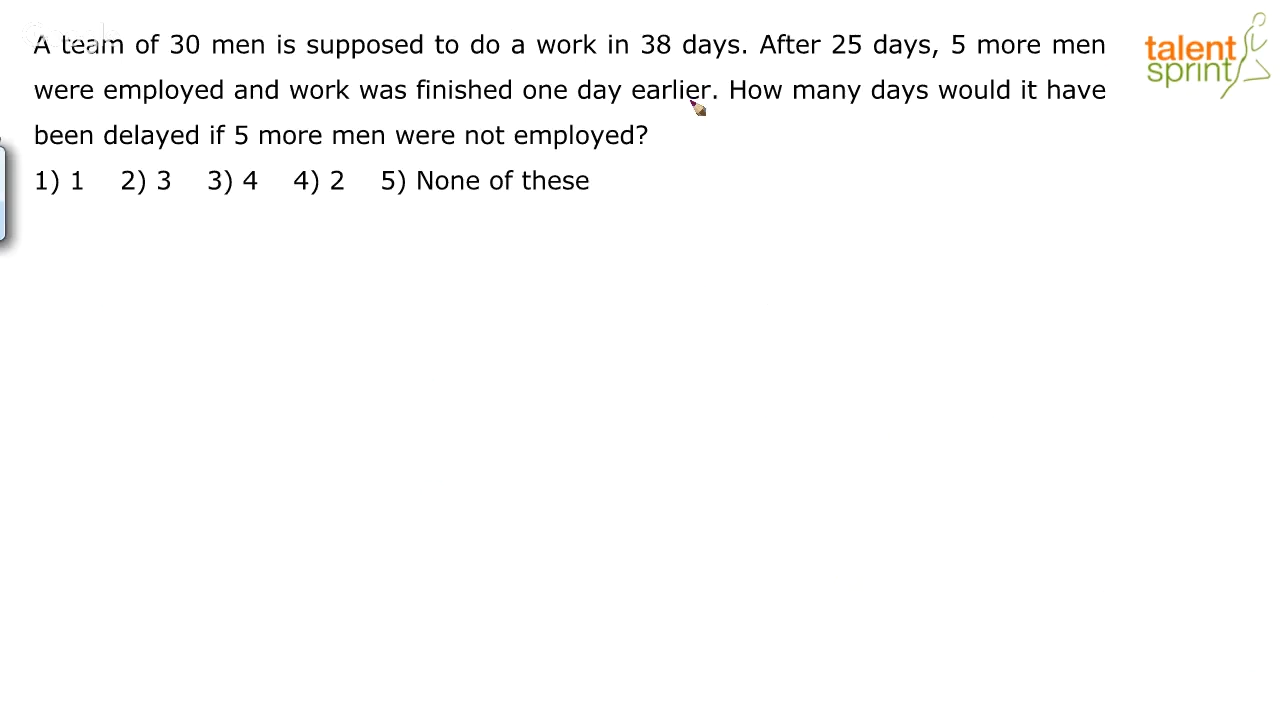 A team of 30 men is supposed to do a work in 38 days. After 25 days, 5 more men
were employed and work was finished one day earlier. How many days would it have
been delayed if 5 more men were not employed?
1) 1 2) 3 3) 4 4) 2 5) None of these
talent
sprint